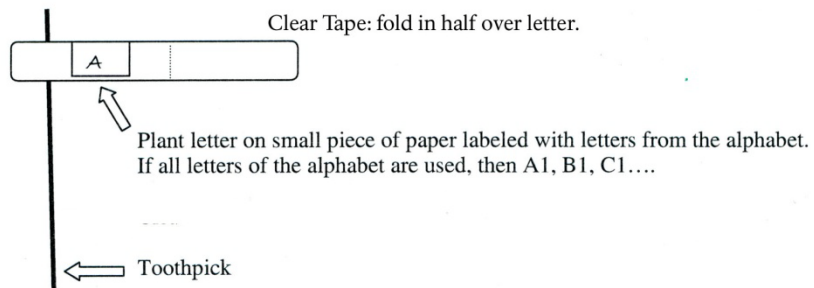 Clear Tape: fold in half over letter.
A
Plant letter on small piece of paper labeled with letters from the alphabet.
If all letters of the alphabet are used, then A1, B1, C1….
Toothpick